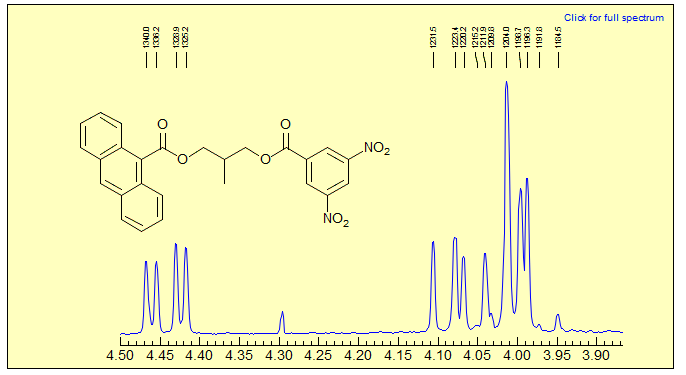 Click for full spectrum
1340.0 1336.2 1328.9 1325.2 1231.5 1223.4 1220.2 1215.2 1211.9 1209.8 1204.0 1198.7 1196.3 1191.8 1184.5
O O
O O NO2
NO2
4.50 4.45 4.40 4.35 4.30 4.25 4.20 4.15 4.10 4.05 4.00 3.95 3.90